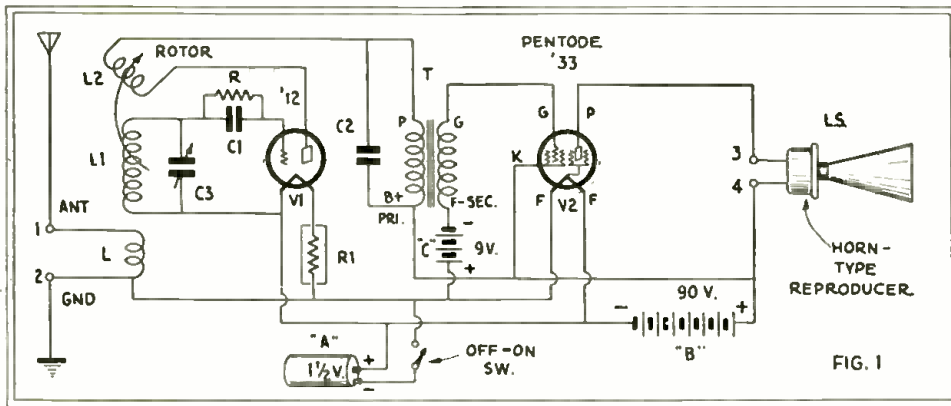 PENTODE
'33
ROTOR
L2
R
'12
T
G
P
L.S.
C2
P
G
C1
L1
C3
K
3
4
V1
B+
F-SEC.
F
V2
F
ANT
PRI.
-
1
"C"
9V.
R1
+
L
HORN-
TYPE
REPRODUCER
2
GND
90 V.
-
+
"A"
"B"
+
1½ V.
-
OFF-ON
SW.
FIG. 1